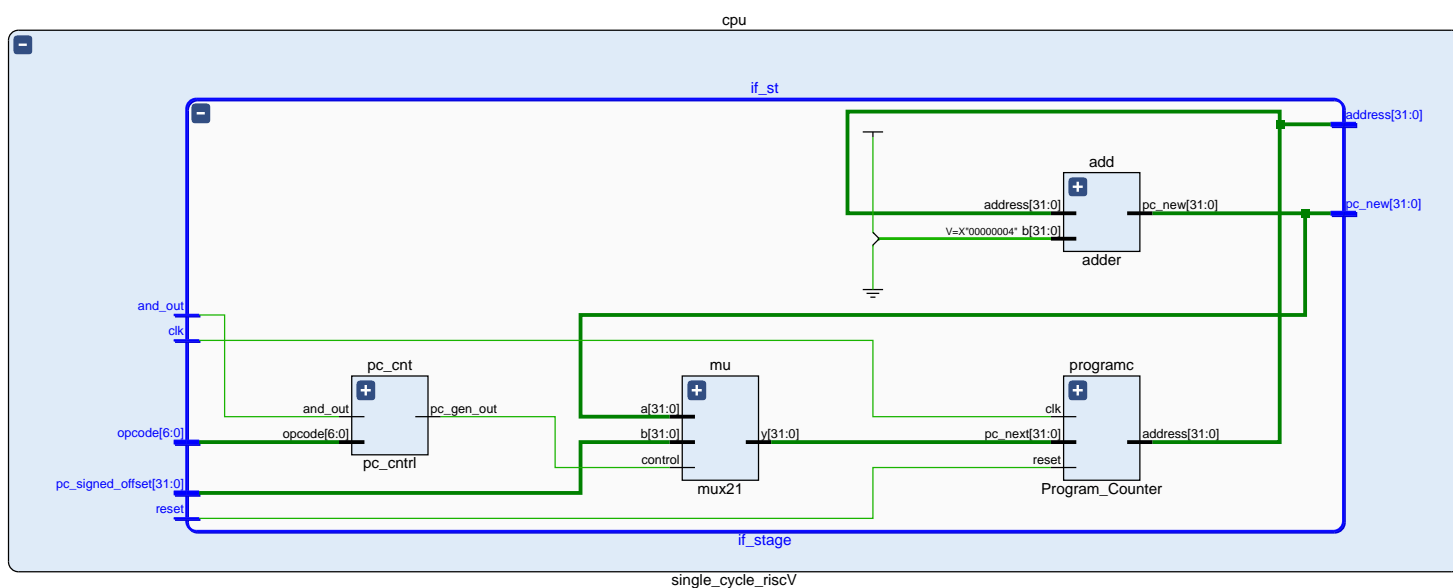 cpu
if_st
address[31:0]
add
address[31:0]
pc_new[31:0]
pc_new[31:0]
V=X"00000004"
b[31:0]
adder
and_out
clk
pc_cnt
mu
programc
and_out
pc_gen_out
a[31:0]
clk
opcode[6:0]
opcode[6:0]
b[31:0]
y[31:0]
pc_next[31:0]
address[31:0]
control
reset
pc_cntrl
pc_signed_offset[31:0]
mux21
Program_Counter
reset
if_stage
single_cycle_riscV